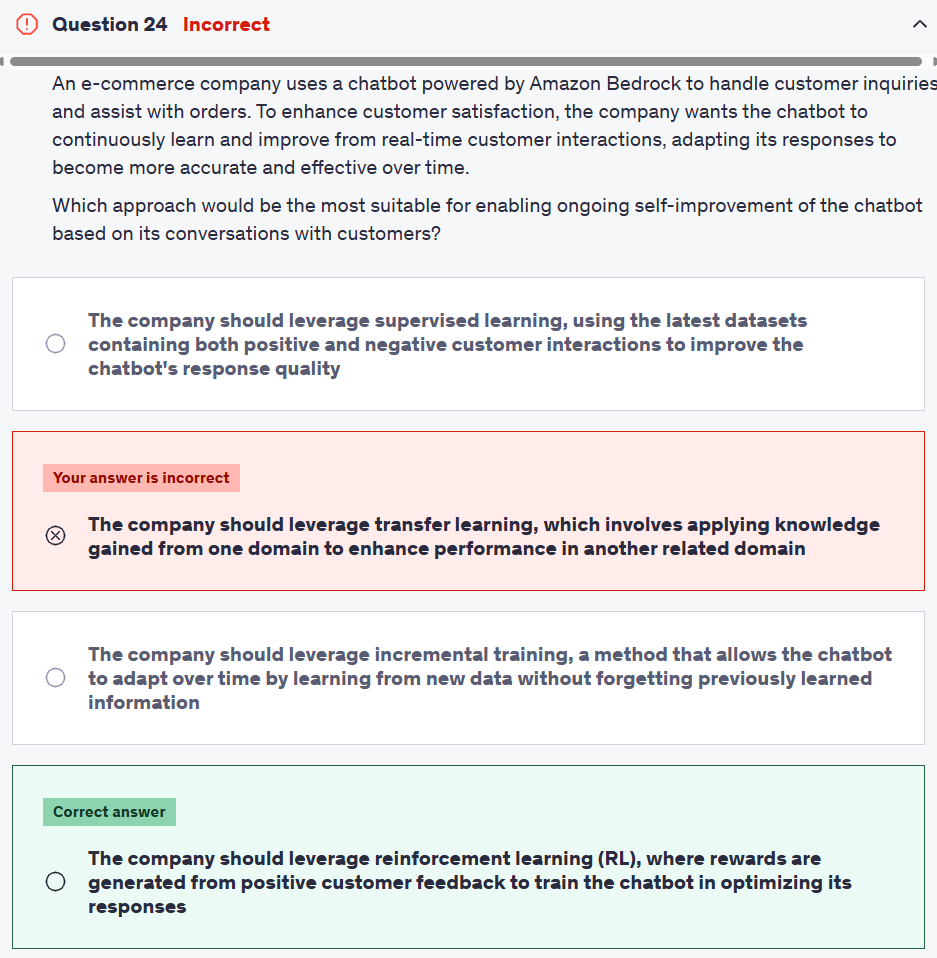 Question 24 Incorrect
An e-commerce company uses a chatbot powered by Amazon Bedrock to handle customer inquiries
and assist with orders. To enhance customer satisfaction, the company wants the chatbot to
continuously learn and improve from real-time customer interactions, adapting its responses to
become more accurate and effective over time.
Which approach would be the most suitable for enabling ongoing self-improvement of the chatbot
based on its conversations with customers?
The company should leverage supervised learning, using the latest datasets
containing both positive and negative customer interactions to improve the
chatbot's response quality
Your answer is incorrect
The company should leverage transfer learning, which involves applying knowledge
gained from one domain to enhance performance in another related domain
The company should leverage incremental training, a method that allows the chatbot
to adapt over time by learning from new data without forgetting previously learned
information
Correct answer
The company should leverage reinforcement learning (RL), where rewards are
generated from positive customer feedback to train the chatbot in optimizing its
responses